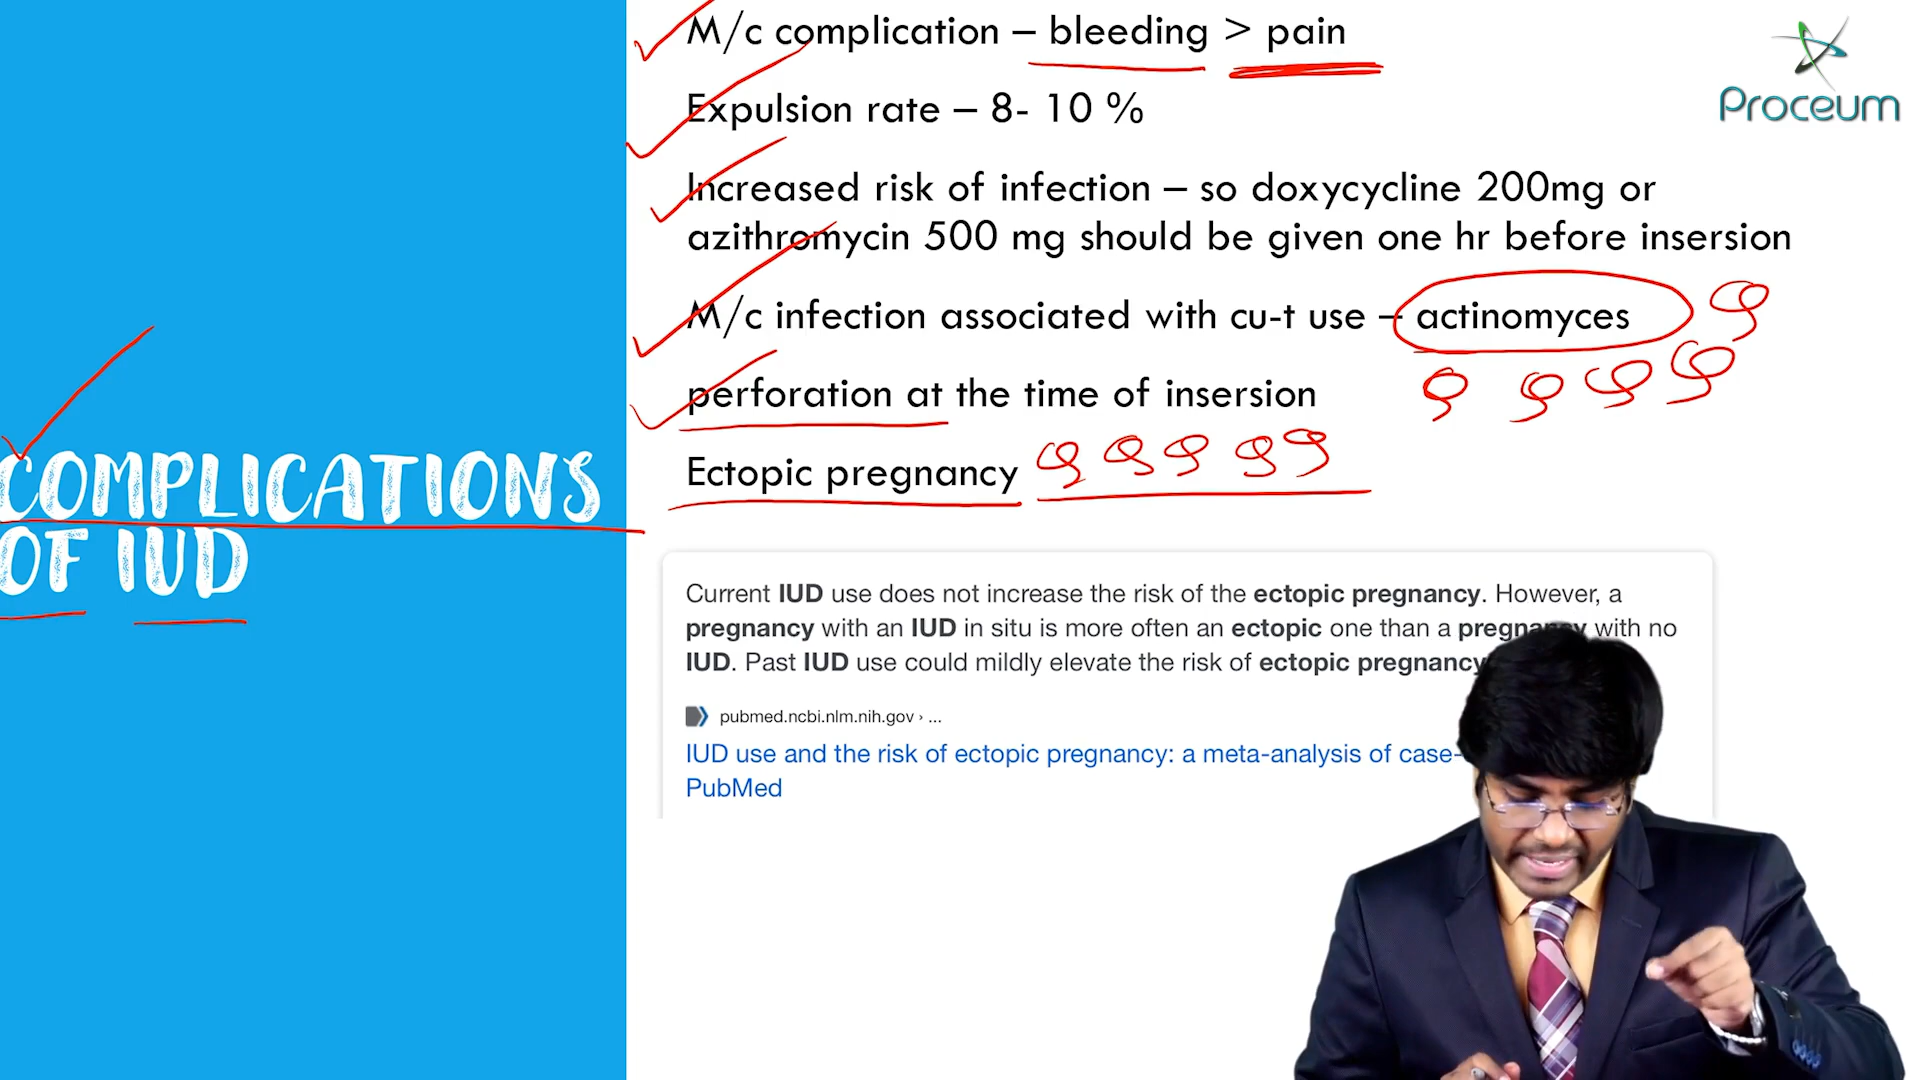 M/c complication – bleeding > pain
Expulsion rate – 8- 10 %
Increased risk of infection – so doxycycline 200mg or
azithromycin 500 mg should be given one hr before insersion
M/c infection associated with cu-t use – actinomyces
perforation at the time of insersion
Ectopic pregnancy
Proceum
COMPLICATIONS
OF IUD
Current IUD use does not increase the risk of the ectopic pregnancy. However, a
pregnancy with an IUD in situ is more often an ectopic one than a pregnancy with no
IUD. Past IUD use could mildly elevate the risk of ectopic pregnancy
pubmed.ncbi.nlm.nih.gov › ...
IUD use and the risk of ectopic pregnancy: a meta-analysis of case-
PubMed